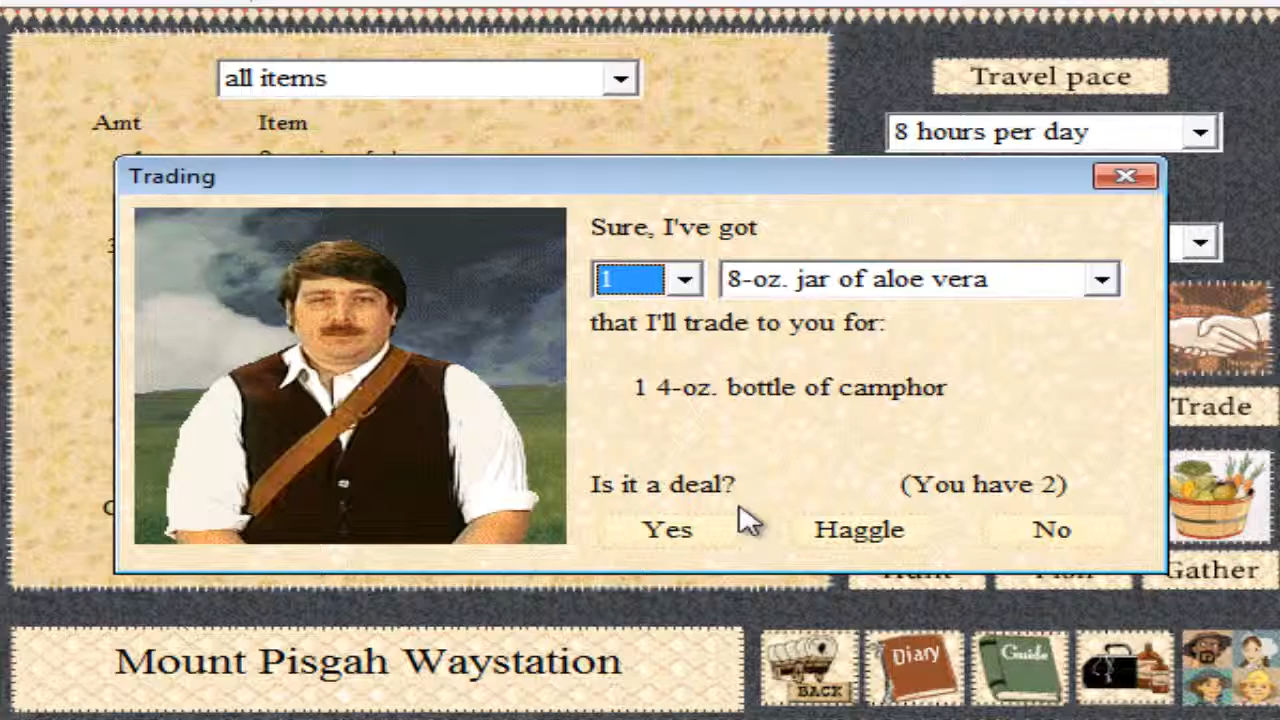 all items
Travel pace
Amt Item
8 hours per day
Trading
Sure, I've got
1 8-oz. jar of aloe vera
that I'll trade to you for:
1 4-oz. bottle of camphor
Trade
Is it a deal? (You have 2)
Yes Haggle No
Gather
Mount Pisgah Waystation
BACK
Diary
Guide